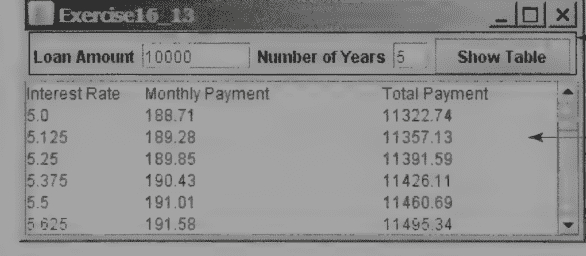 Exercise16_13
Loan Amount 10000 Number of Years 5 Show Table
Interest Rate Monthly Payment Total Payment
5.0 188.71 11322.74
5.125 189.28 11357.13
5.25 189.85 11391.59
5.375 190.43 11426.11
5.5 191.01 11460.69
5.625 191.58 11495.34